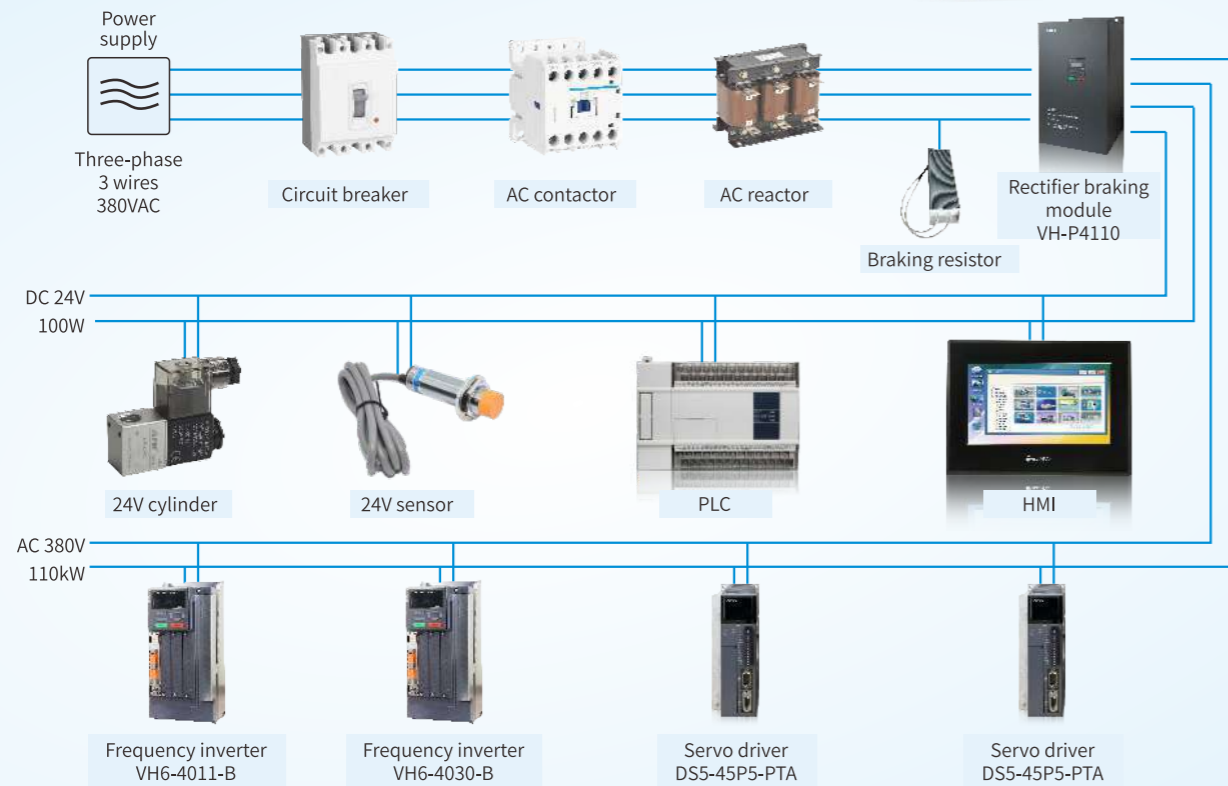 Power
supply
Three-phase
3 wires
380VAC
Circuit breaker
AC contactor
AC reactor
Braking resistor
Rectifier braking
module
VH-P4110
DC 24V
100W
24V cylinder
24V sensor
PLC
HMI
AC 380V
110kW
Frequency inverter
VH6-4011-B
Frequency inverter
VH6-4030-B
Servo driver
DS5-45P5-PTA
Servo driver
DS5-45P5-PTA